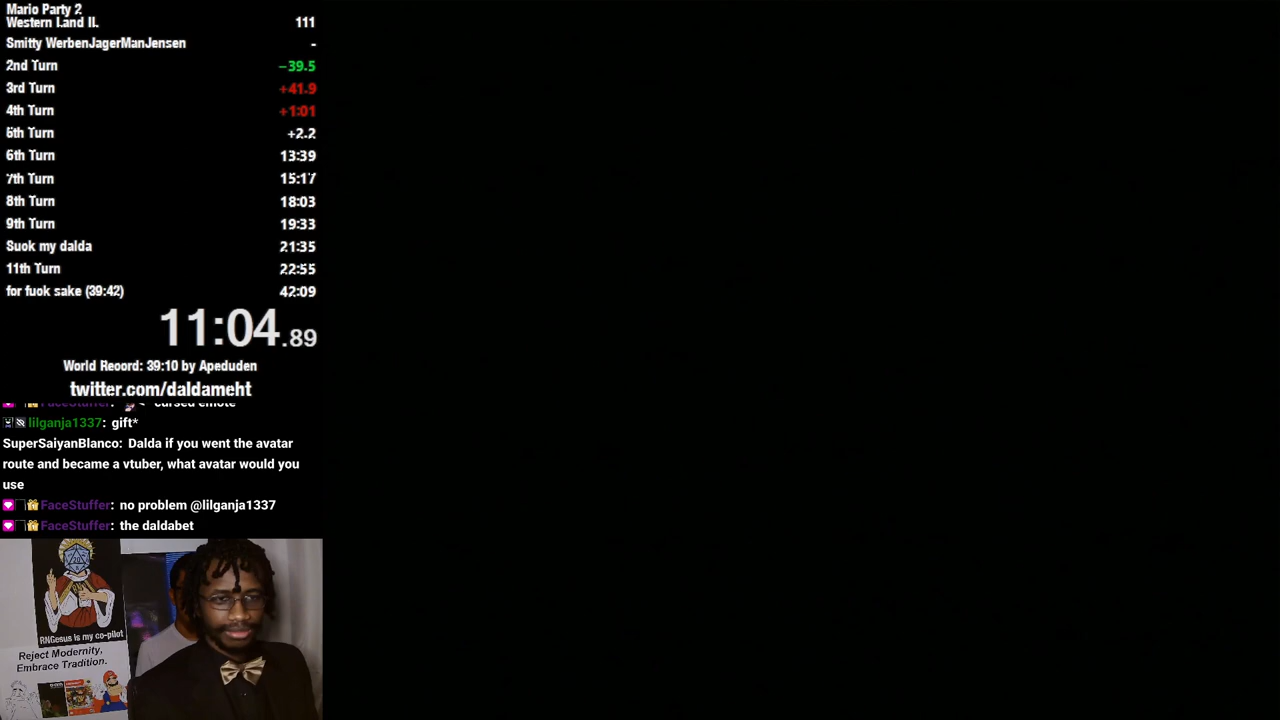 Mario Party 2
Western Land II. 111
Smitty WerbenJagerManJensen -
2nd Turn −39.5
3rd Turn +41.9
4th Turn +1:01
5th Turn +2.2
6th Turn 13:39
7th Turn 15:17
8th Turn 18:03
9th Turn 19:33
Suok my dalda 21:35
11th Turn 22:55
for fuok sake (39:42) 42:09
11:04.89
World Reoord: 39:10 by Apeduden
twitter.com/daldameht
FaceStuffer: cursed emote
lilganja1337: gift*
SuperSaiyanBlanco: Dalda if you went the avatar
route and became a vtuber, what avatar would you
use
FaceStuffer: no problem @lilganja1337
FaceStuffer: the daldabet
RNGesus is my co-pilot
Reject Modernity,
Embrace Tradition.